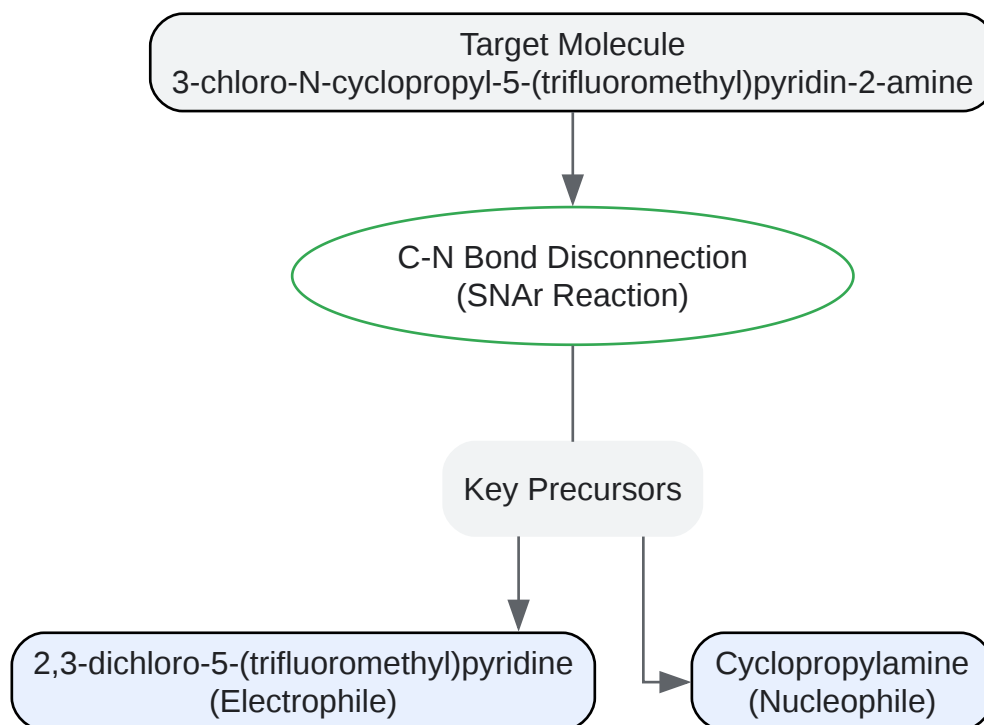 Target Molecule
3-chloro-N-cyclopropyl-5-(trifluoromethyl)pyridin-2-amine
C-N Bond Disconnection
(SNAr Reaction)
Key Precursors
2,3-dichloro-5-(trifluoromethyl)pyridine
(Electrophile)
Cyclopropylamine
(Nucleophile)